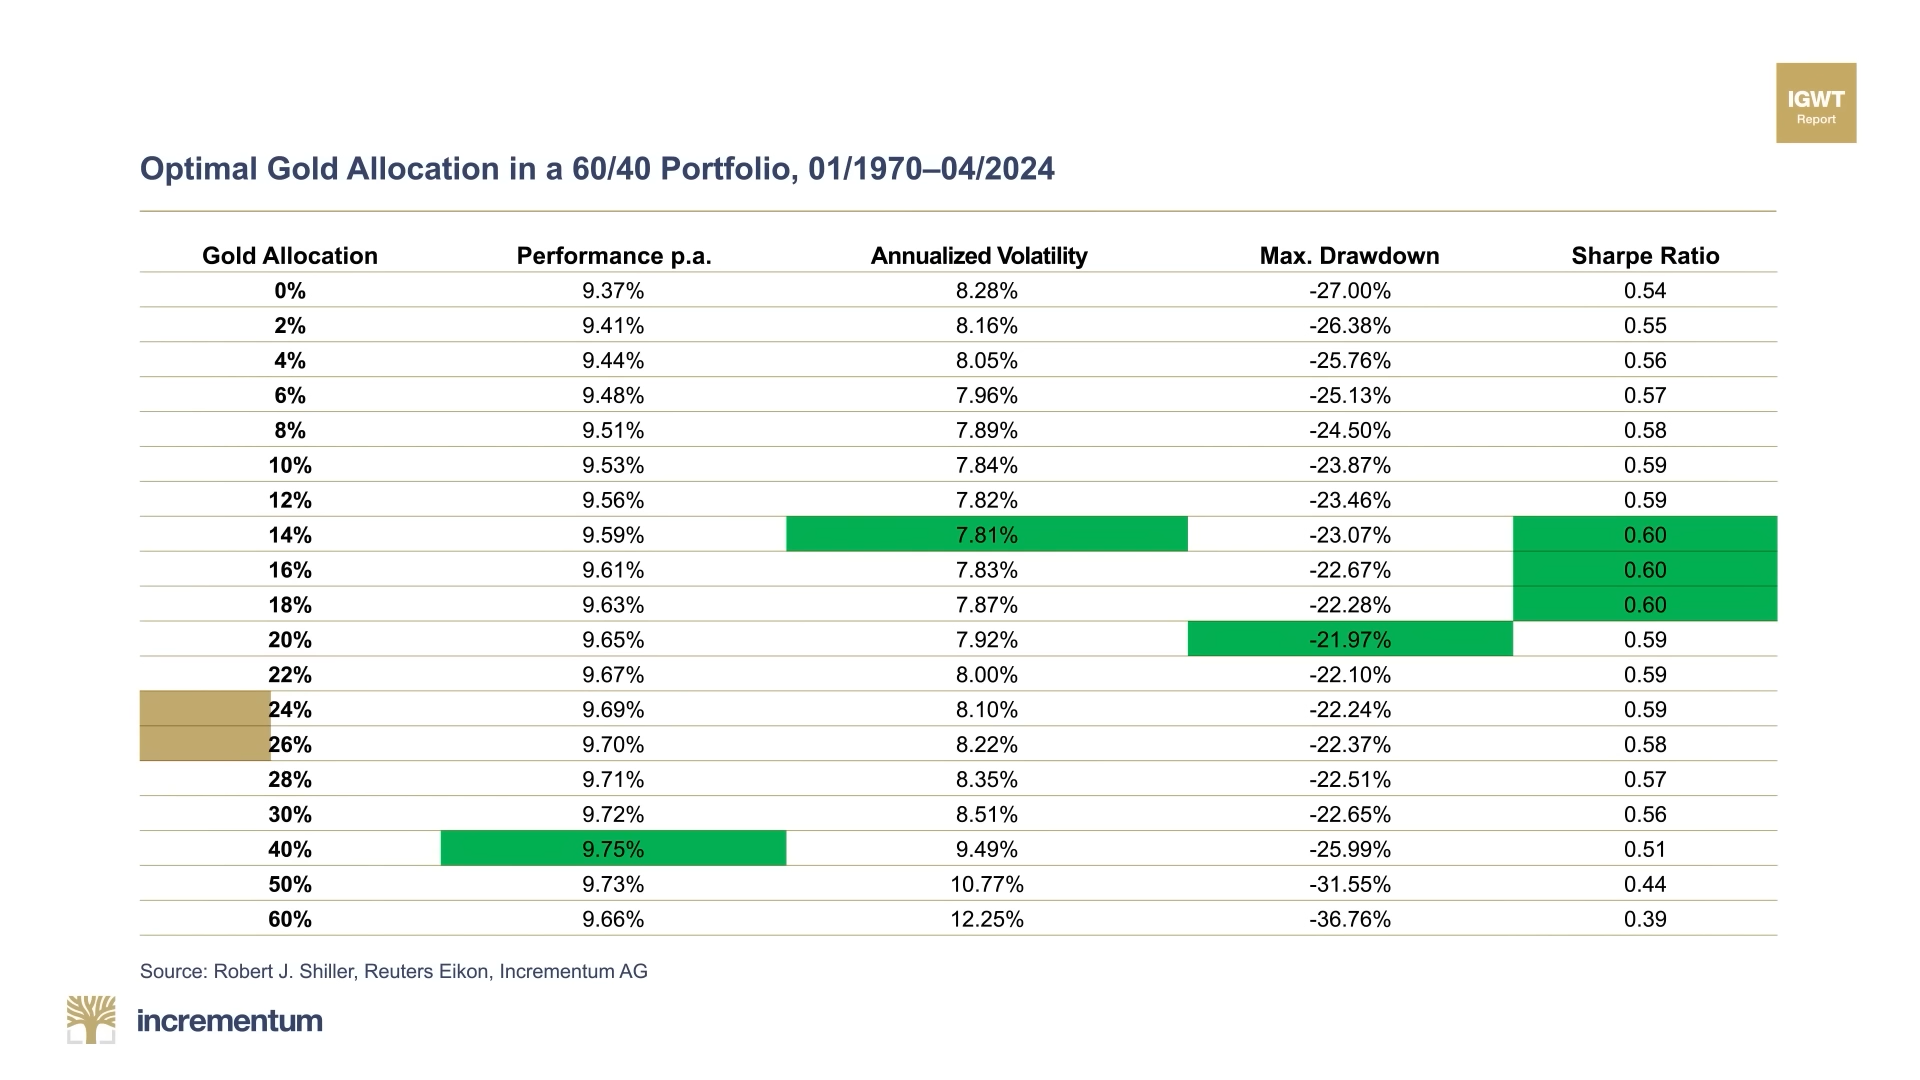 IGWT
Report
Optimal Gold Allocation in a 60/40 Portfolio, 01/1970–04/2024
Gold Allocation Performance p.a. Annualized Volatility Max. Drawdown Sharpe Ratio
0% 9.37% 8.28% -27.00% 0.54
2% 9.41% 8.16% -26.38% 0.55
4% 9.44% 8.05% -25.76% 0.56
6% 9.48% 7.96% -25.13% 0.57
8% 9.51% 7.89% -24.50% 0.58
10% 9.53% 7.84% -23.87% 0.59
12% 9.56% 7.82% -23.46% 0.59
14% 9.59% 7.81% -23.07% 0.60
16% 9.61% 7.83% -22.67% 0.60
18% 9.63% 7.87% -22.28% 0.60
20% 9.65% 7.92% -21.97% 0.59
22% 9.67% 8.00% -22.10% 0.59
24% 9.69% 8.10% -22.24% 0.59
26% 9.70% 8.22% -22.37% 0.58
28% 9.71% 8.35% -22.51% 0.57
30% 9.72% 8.51% -22.65% 0.56
40% 9.75% 9.49% -25.99% 0.51
50% 9.73% 10.77% -31.55% 0.44
60% 9.66% 12.25% -36.76% 0.39
Source: Robert J. Shiller, Reuters Eikon, Incrementum AG
incrementum